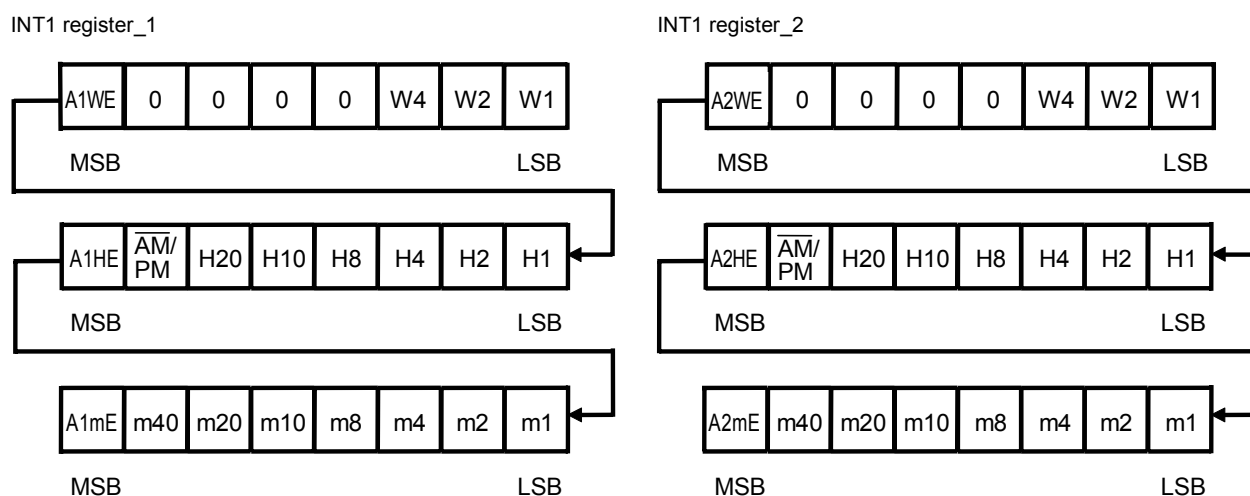 INT1 register_1
A1WE 0 0 0 0 W4 W2 W1
MSB LSB
A1HE AM/PM H20 H10 H8 H4 H2 H1
MSB LSB
A1mE m40 m20 m10 m8 m4 m2 m1
MSB LSB
INT1 register_2
A2WE 0 0 0 0 W4 W2 W1
MSB LSB
A2HE AM/PM H20 H10 H8 H4 H2 H1
MSB LSB
A2mE m40 m20 m10 m8 m4 m2 m1
MSB LSB